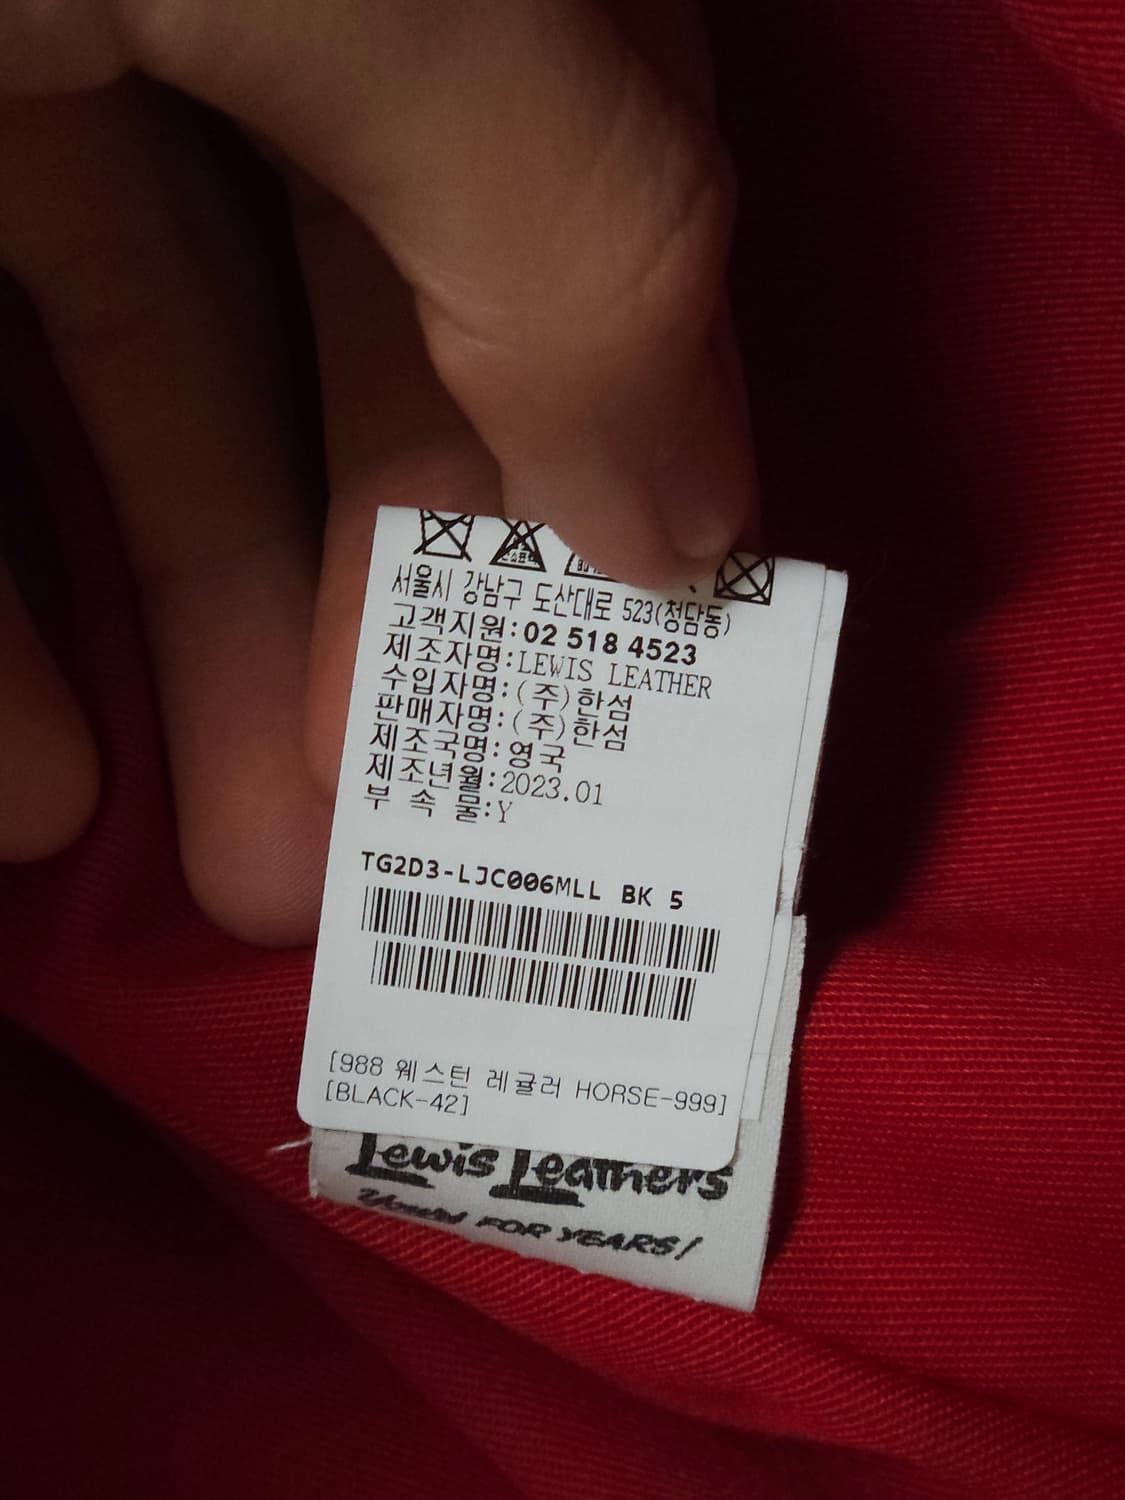 서울시 강남구 도산대로 523(청담동)
고객지원:02 518 4523
제조자명:LEWIS LEATHER
수입자명:(주)한섬
판매자명:(주)한섬
제조국명:영국
제조년월:2023.01
부 속 물:Y
TG2D3-LJC006MLL BK 5
[988 웨스턴 레귤러 HORSE-999]
[BLACK-42]
Lewis Leathers
FOR YEARS!